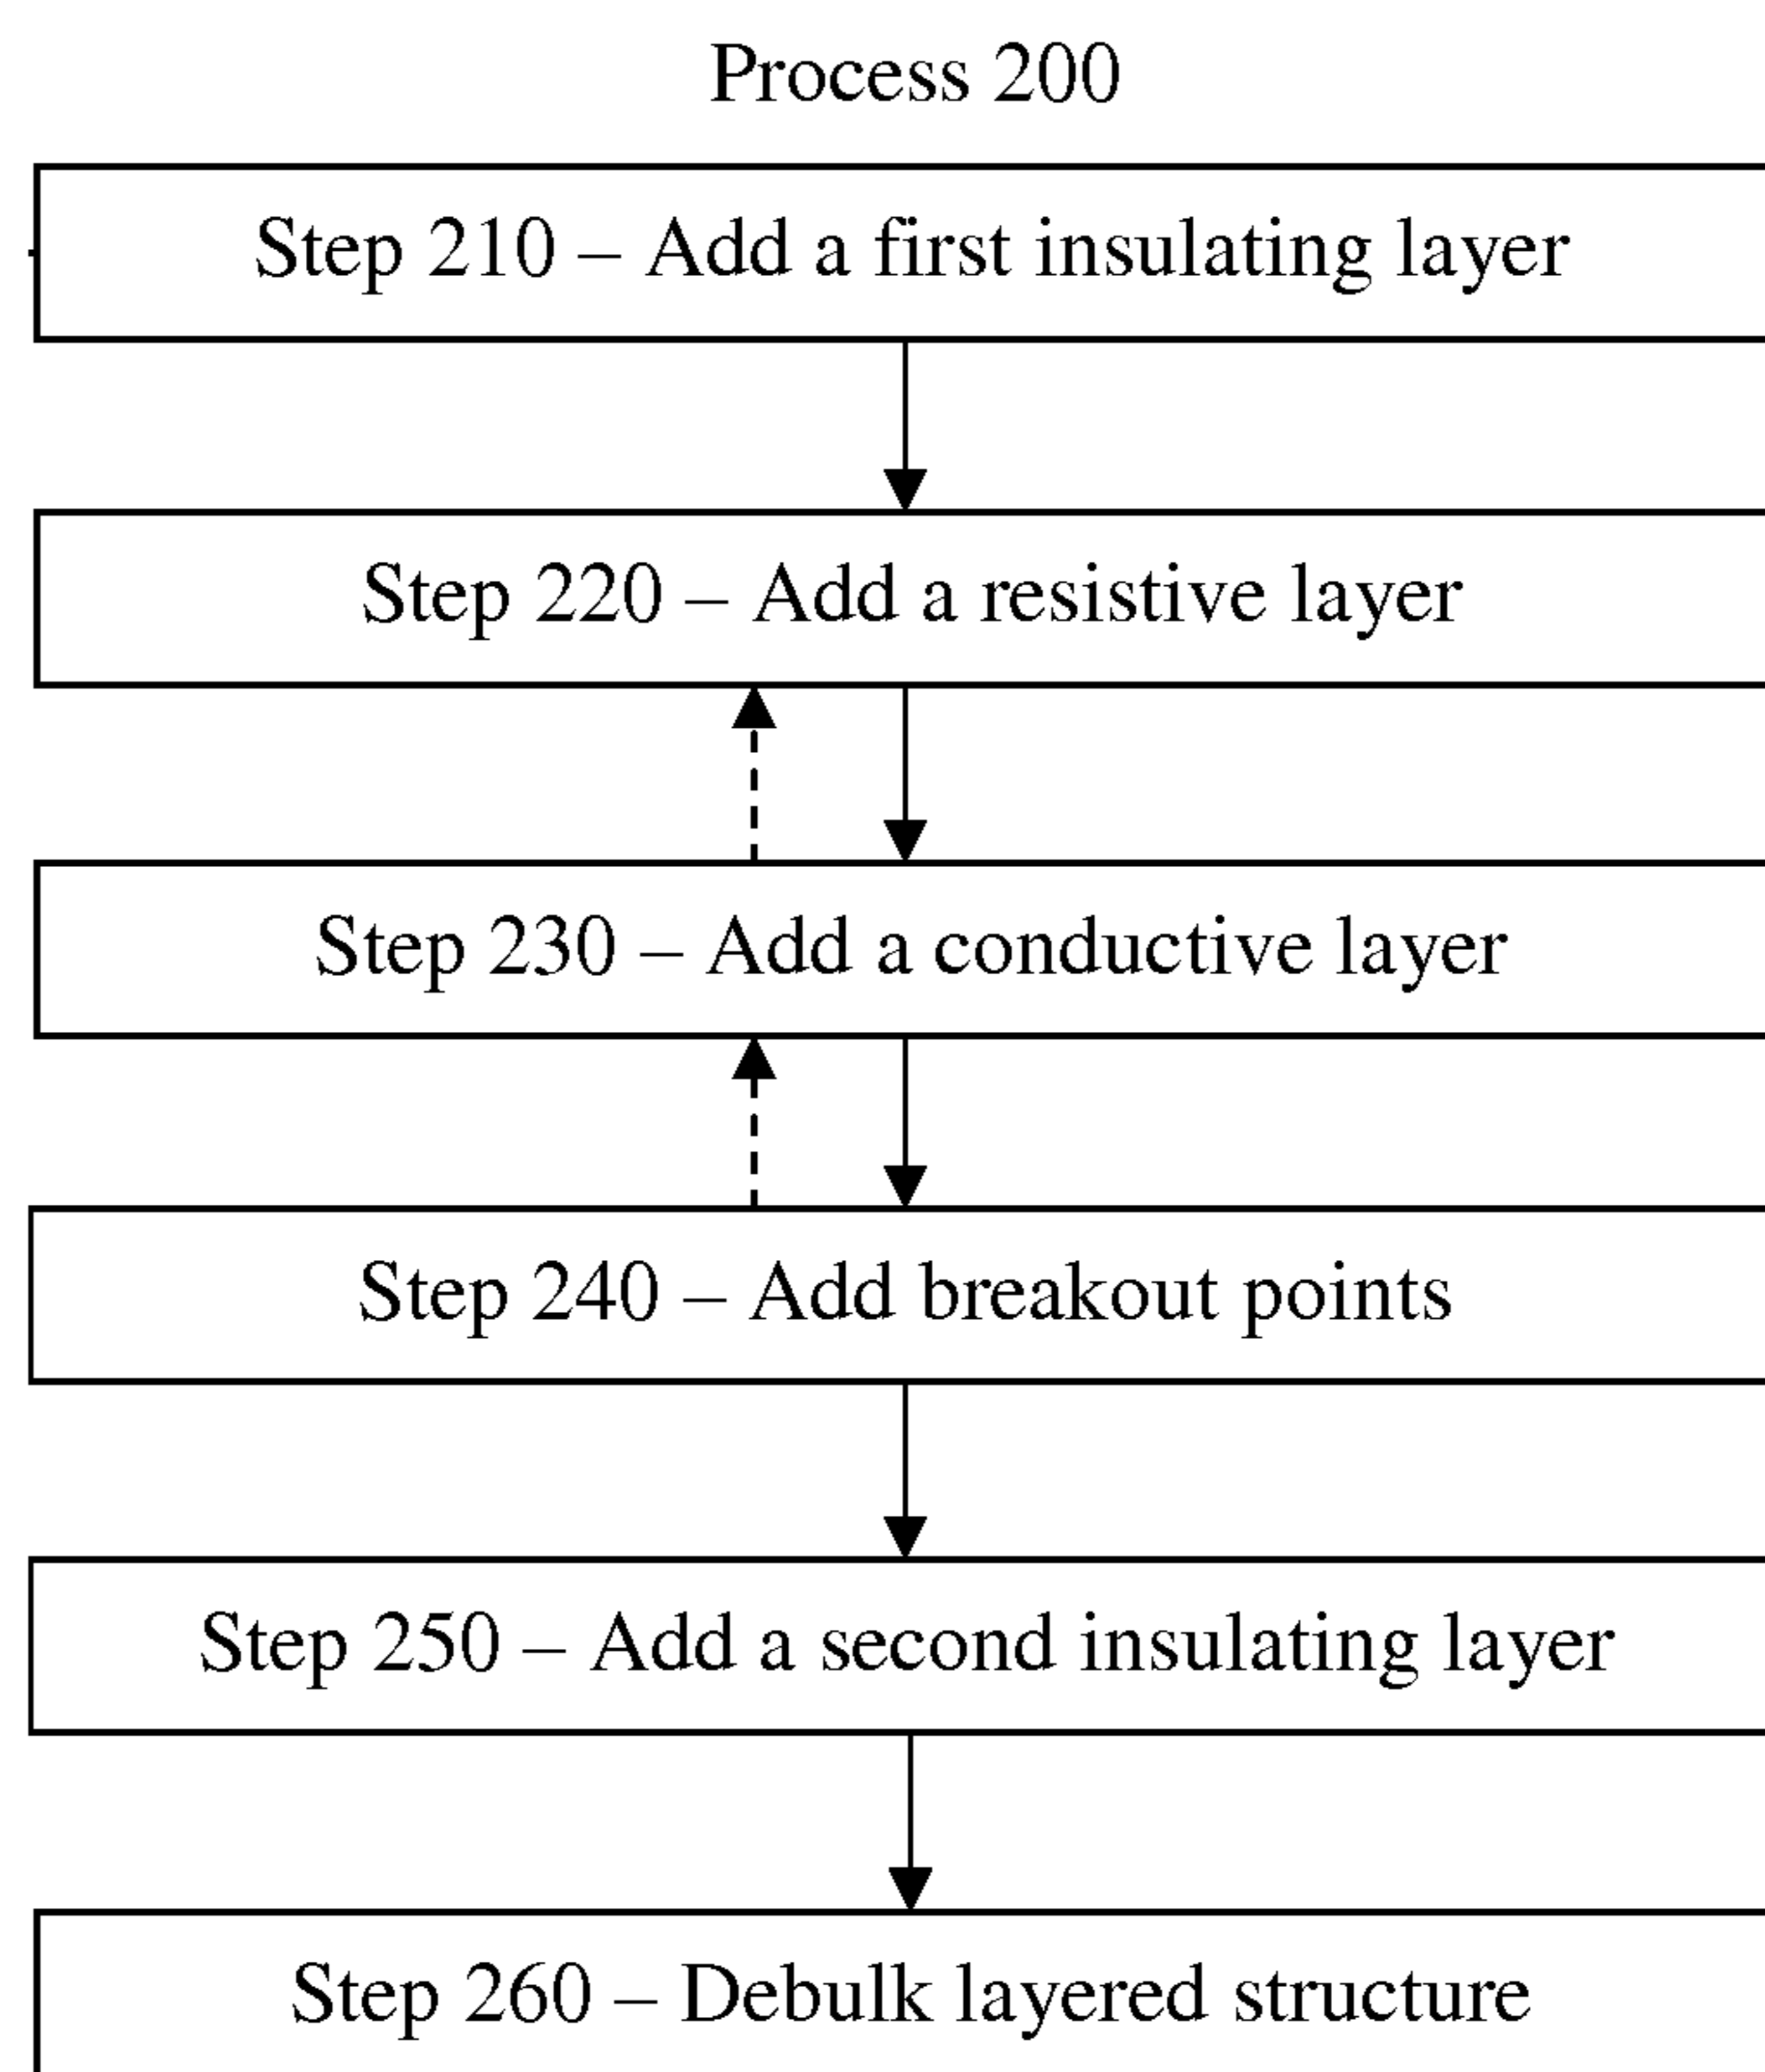 Process 200
Step 210 – Add a first insulating layer
Step 220 – Add a resistive layer
Step 230 – Add a conductive layer
Step 240 – Add breakout points
Step 250 – Add a second insulating layer
Step 260 – Debulk layered structure